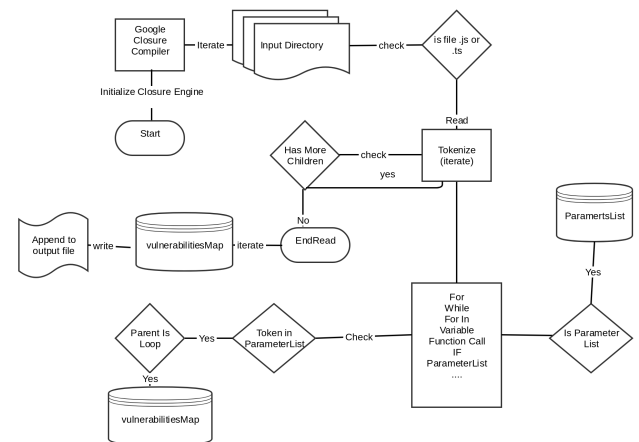 Google
Closure
Compiler
Iterate
Input Directory
check
is file .js or
.ts
Initialize Closure Engine
Start
Read
Has More
Children
check
Tokenize
(iterate)
yes
No
EndRead
iterate
vulnerabilitiesMap
write
Append to
output file
ParamertsList
Yes
For
While
For In
Variable
Function Call
IF
ParameterList
....
Is Parameter
List
Check
Token in
ParameterList
Yes
Parent Is
Loop
Yes
vulnerabilitiesMap